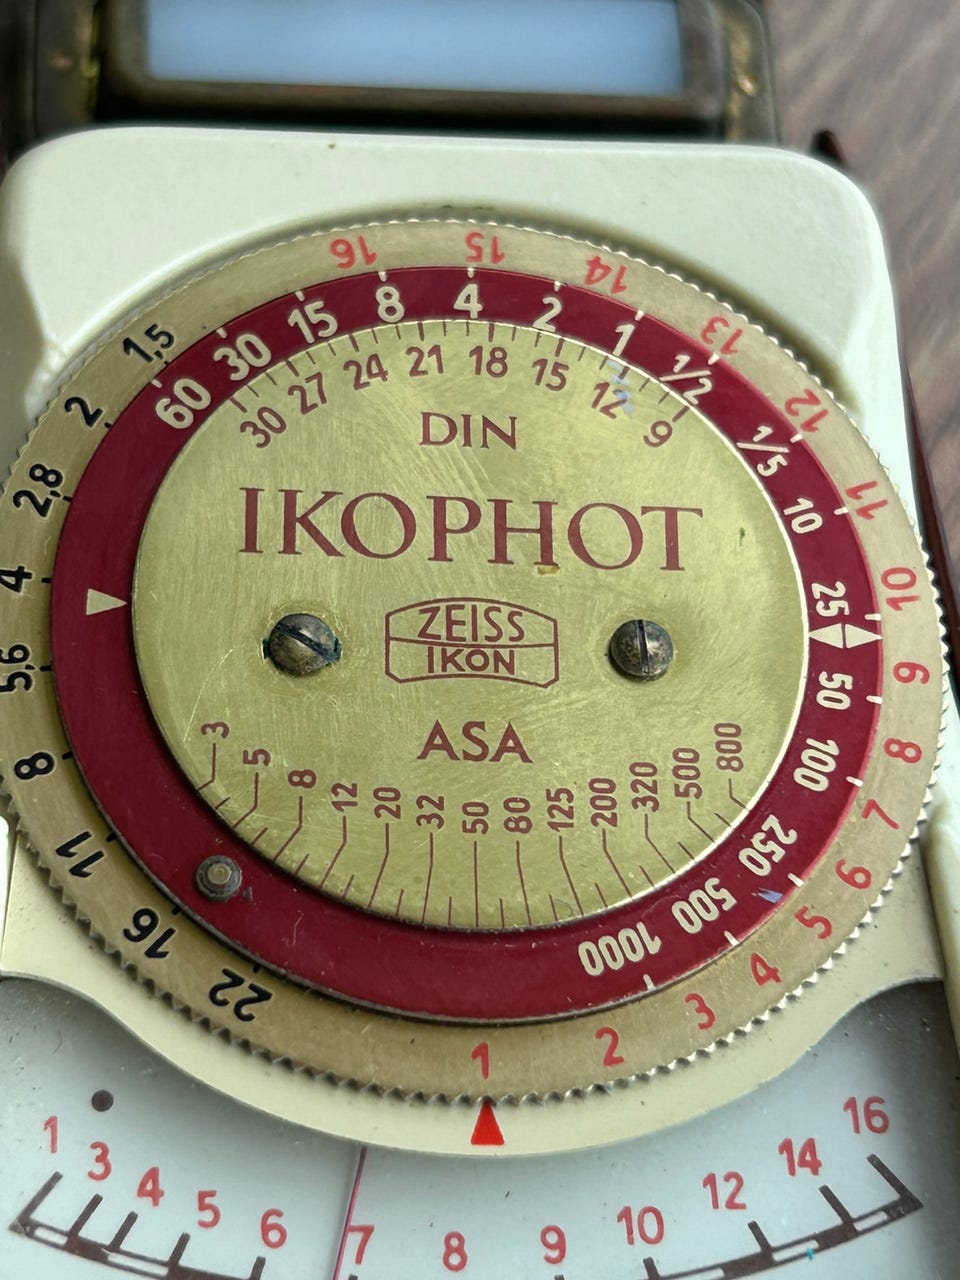 16 15 14 13 12 11 10 9 8 7 6 5 4 3 2 1
1,5 2 2,8 4 5,6 8 11 16 22
60 30 15 8 4 2 1 1/2 1/5 10 25 50 100 250 500 1000
30 27 24 21 18 15 12 9
DIN
IKOPHOT
ZEISS
IKON
ASA
3 5 8 12 20 32 50 80 125 200 320 500 800
1 3 4 5 6 7 8 9 10 12 14 16